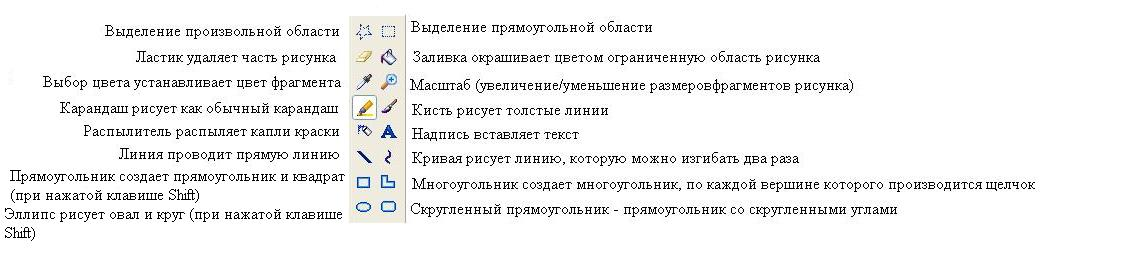 Выделение произвольной области
Выделение прямоугольной области
Ластик удаляет часть рисунка
Заливка окрашивает цветом ограниченную область рисунка
Выбор цвета устанавливает цвет фрагмента
Масштаб (увеличение/уменьшение размеровфрагментов рисунка)
Карандаш рисует как обычный карандаш
Кисть рисует толстые линии
Распылитель распыляет капли краски
Надпись вставляет текст
Линия проводит прямую линию
Кривая рисует линию, которую можно изгибать два раза
Прямоугольник создает прямоугольник и квадрат
(при нажатой клавише Shift)
Многоугольник создает многоугольник, по каждой вершине которого производится щелчок
Эллипс рисует овал и круг (при нажатой клавише
Shift)
Скругленный прямоугольник - прямоугольник со скругленными углами